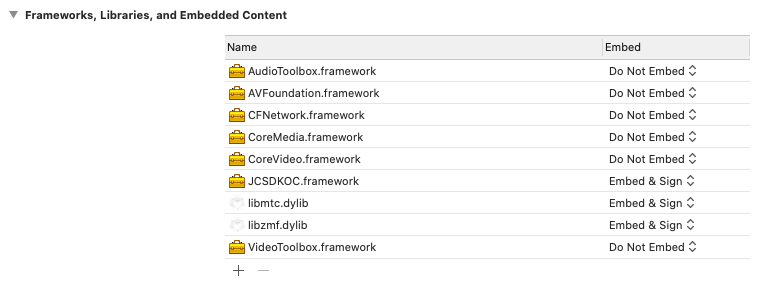 Frameworks, Libraries, and Embedded Content
Name Embed
AudioToolbox.framework Do Not Embed
AVFoundation.framework Do Not Embed
CFNetwork.framework Do Not Embed
CoreMedia.framework Do Not Embed
CoreVideo.framework Do Not Embed
JCSDKOC.framework Embed & Sign
libmtc.dylib Embed & Sign
libzmf.dylib Embed & Sign
VideoToolbox.framework Do Not Embed